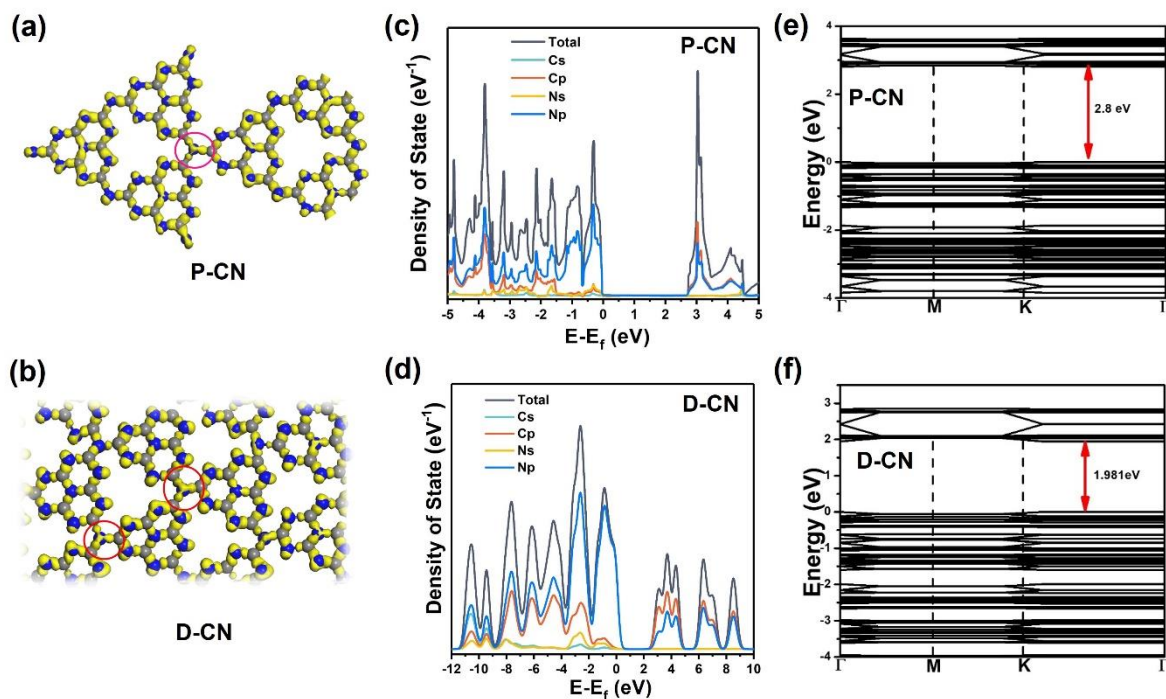 (a)
P-CN
(b)
D-CN
(c)
P-CN
Total
Cs
Cp
Ns
Np
Density of State (eV-1)
-5 -4 -3 -2 -1 0 1 2 3 4 5
E-Ef (eV)
(d)
D-CN
Total
Cs
Cp
Ns
Np
Density of State (eV-1)
-12 -10 -8 -6 -4 -2 0 2 4 6 8 10
E-Ef (eV)
(e)
P-CN
2.8 eV
Energy (eV)
4
2
0
-2
4
Γ M K Γ
(f)
D-CN
1.981eV
Energy (eV)
3
2
1
0
-1
-2
-3
-4
Γ M K Γ